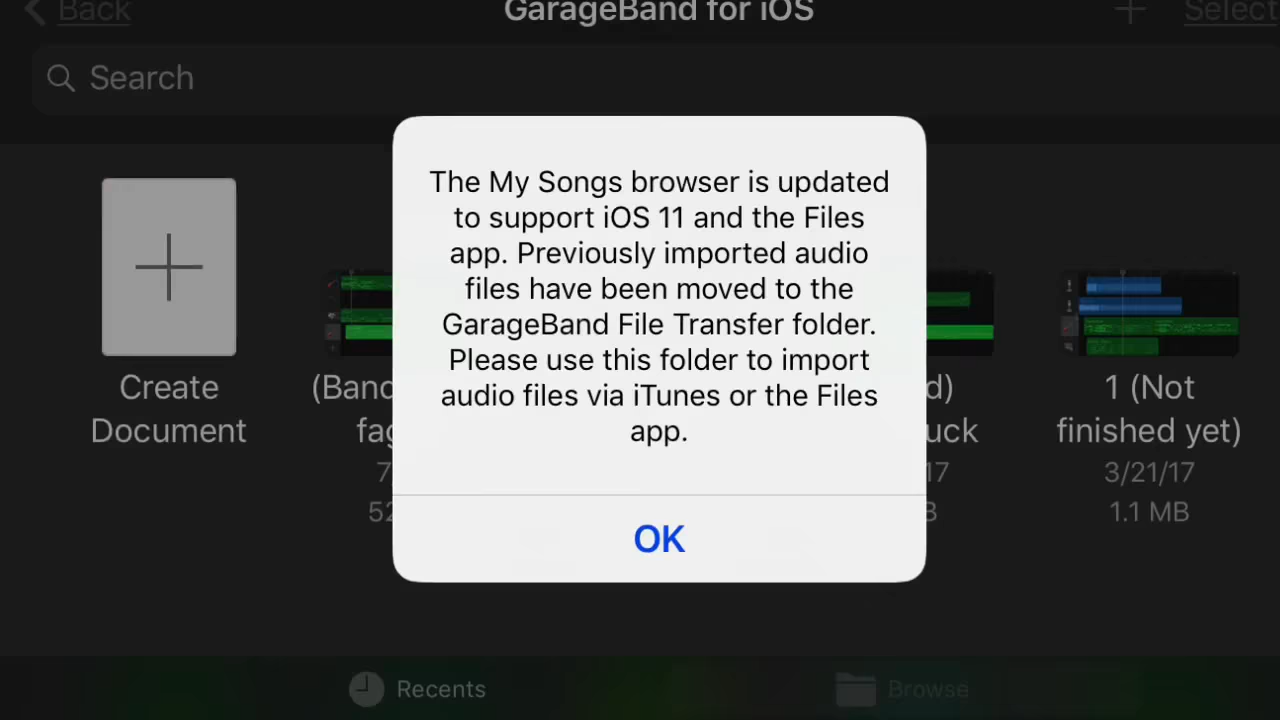 Back
GarageBand for iOS
Select
Search
The My Songs browser is updated
to support iOS 11 and the Files
app. Previously imported audio
files have been moved to the
GarageBand File Transfer folder.
Please use this folder to import
audio files via iTunes or the Files
app.
OK
Create
Document
(Band
d)
uck
17
1 (Not
finished yet)
3/21/17
1.1 MB
Recents
Browse